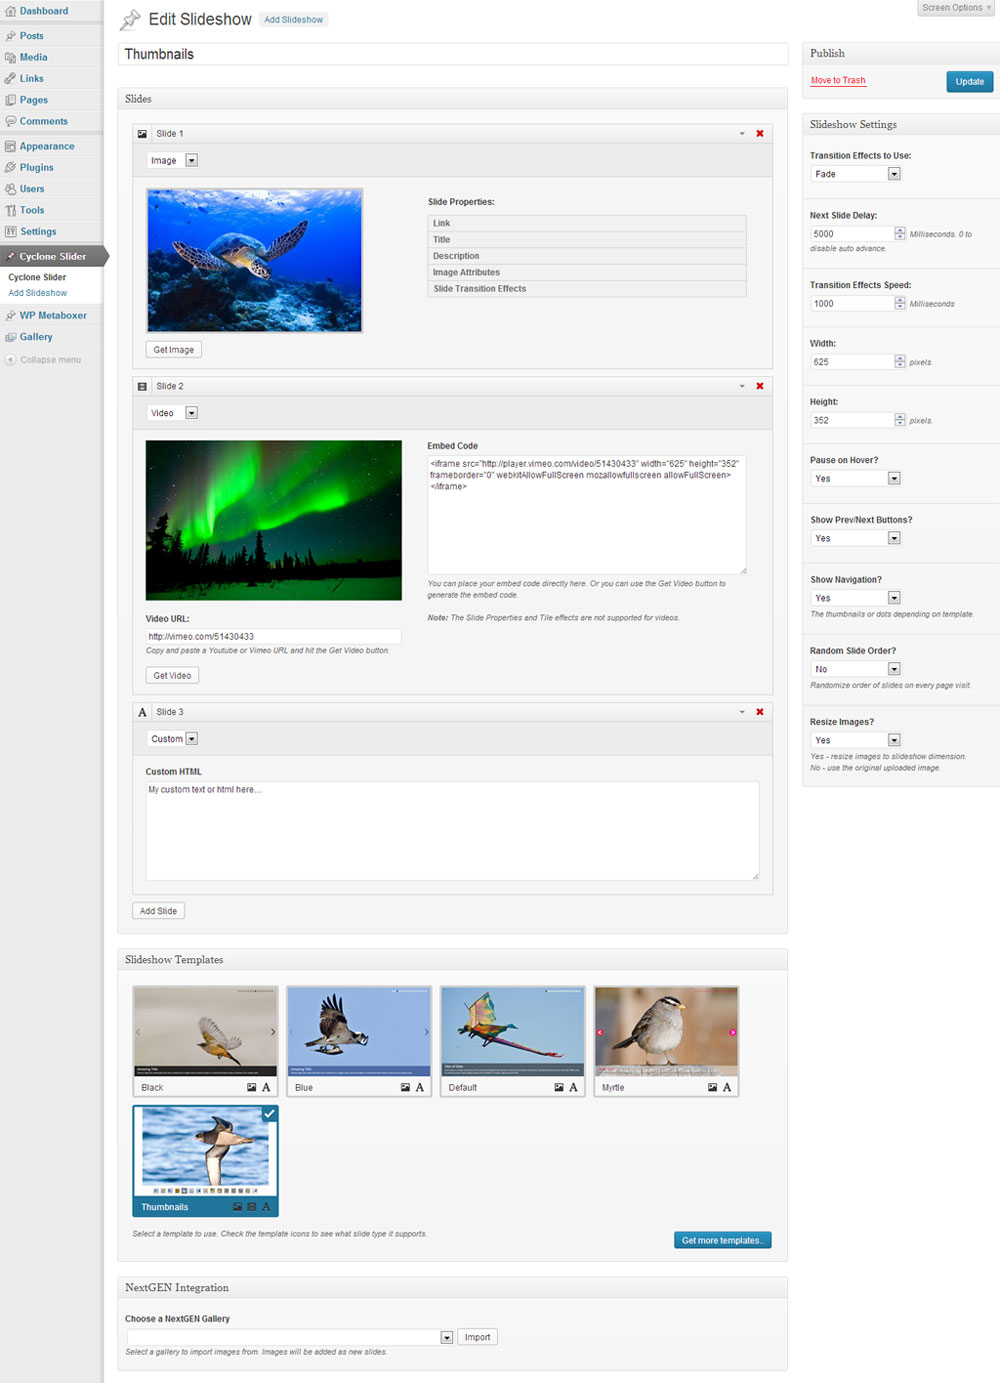 Dashboard
Posts
Media
Links
Pages
Comments
Appearance
Plugins
Users
Tools
Settings
Cyclone Slider
Cyclone Slider
Add Slideshow
WP Metaboxer
Gallery
Collapse menu
Screen Options
Edit Slideshow Add Slideshow
Thumbnails
Slides
Slide 1
Image
Slide Properties:
Link
Title
Description
Image Attributes
Slide Transition Effects
Get Image
Slide 2
Video
Embed Code
<iframe src="http://player.vimeo.com/video/51430433" width="625" height="352"
frameborder="0" webkitAllowFullScreen mozallowfullscreen allowFullScreen>
</iframe>
You can place your embed code directly here. Or you can use the Get Video button to
generate the embed code.
Note: The Slide Properties and Tile effects are not supported for videos.
Video URL:
http://vimeo.com/51430433
Copy and paste a Youtube or Vimeo URL and hit the Get Video button.
Get Video
A Slide 3
Custom
Custom HTML
My custom text or html here....
Add Slide
Slideshow Templates
Amazing Title
Black A
Amazing Title
Blue A
Title of Slide
Default A
Myrtle A
Thumbnails A
Select a template to use. Check the template icons to see what slide type it supports.
Get more templates..
NextGEN Integration
Choose a NextGEN Gallery
Import
Select a gallery to import images from. Images will be added as new slides.
Publish
Move to Trash
Update
Slideshow Settings
Transition Effects to Use:
Fade
Next Slide Delay:
5000 Milliseconds. 0 to
disable auto advance.
Transition Effects Speed:
1000 Milliseconds
Width:
625 pixels.
Height:
352 pixels.
Pause on Hover?
Yes
Show Prev/Next Buttons?
Yes
Show Navigation?
Yes
The thumbnails or dots depending on template.
Random Slide Order?
No
Randomize order of slides on every page visit.
Resize Images?
Yes
Yes - resize images to slideshow dimension.
No - use the original uploaded image.